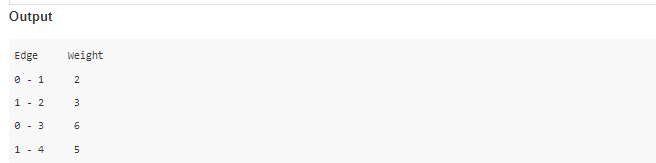 Output
Edge Weight
0 - 1 2
1 - 2 3
0 - 3 6
1 - 4 5